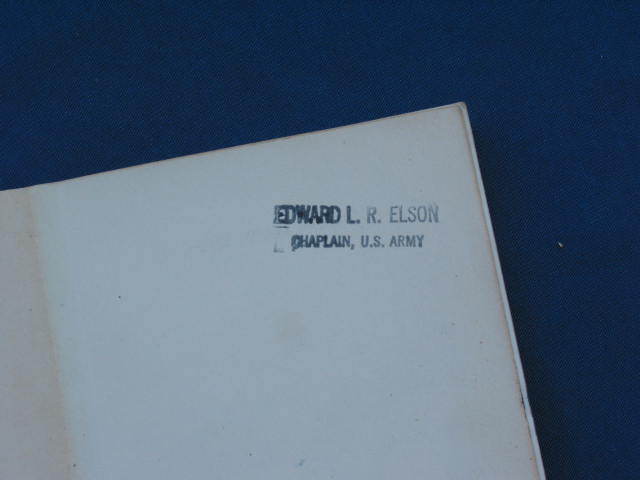 EDWARD L. R. ELSON
CHAPLAIN, U.S. ARMY